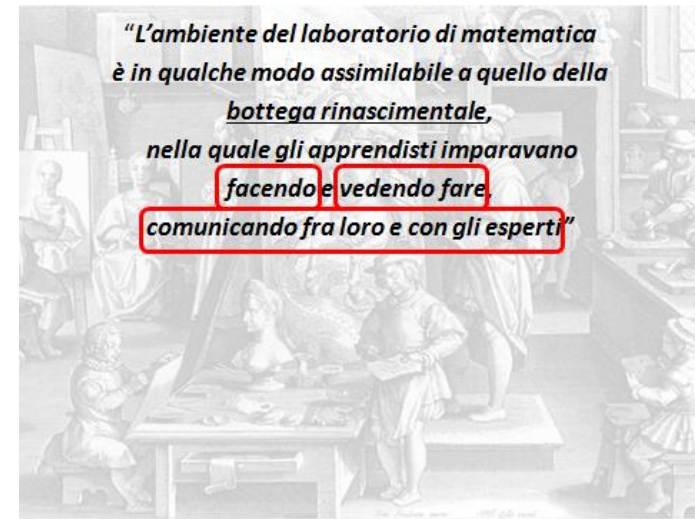 “L’ambiente del laboratorio di matematica
è in qualche modo assimilabile a quello della
bottega rinascimentale,
nella quale gli apprendisti imparavano
facendo e vedendo fare,
comunicando fra loro e con gli esperti”